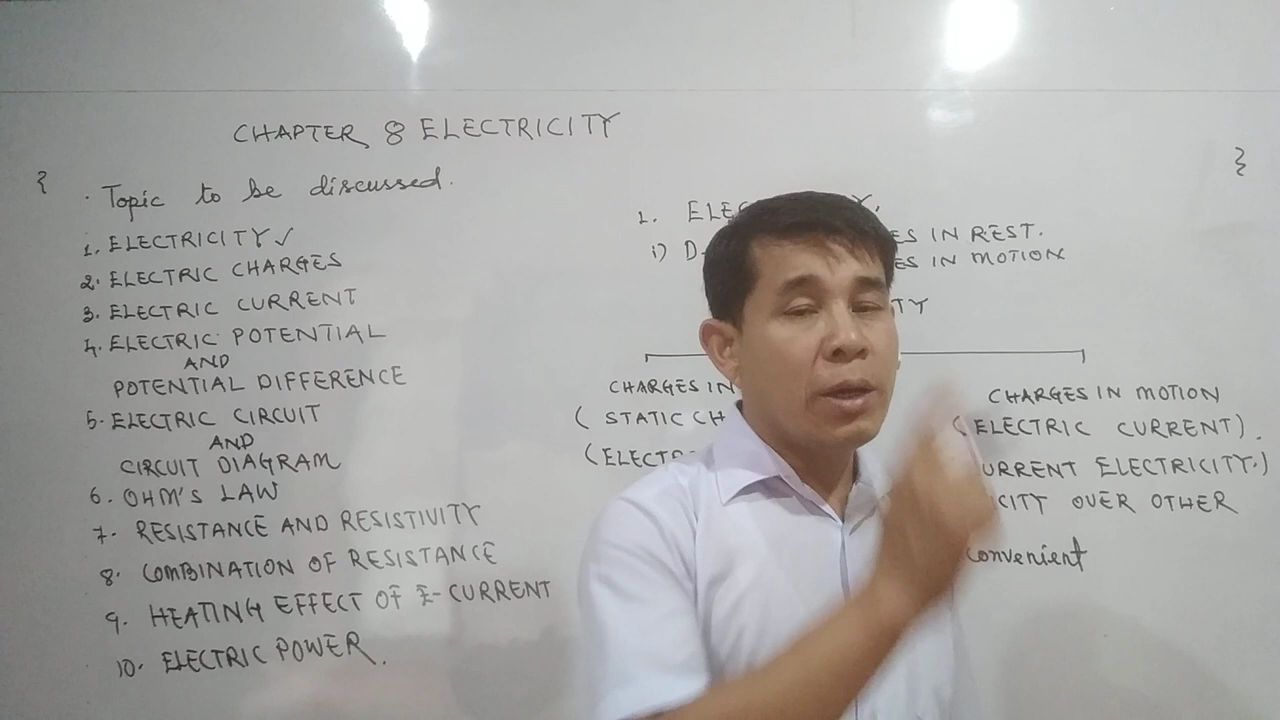 CHAPTER 8 ELECTRICITY
{ · Topic to be discussed. }
1. ELECTRICITY ✓
2. ELECTRIC CHARGES
3. ELECTRIC CURRENT
4. ELECTRIC POTENTIAL
AND
POTENTIAL DIFFERENCE
5. ELECTRIC CIRCUIT
AND
CIRCUIT DIAGRAM
6. OHM'S LAW
7. RESISTANCE AND RESISTIVITY
8. COMBINATION OF RESISTANCE
9. HEATING EFFECT OF E-CURRENT
10. ELECTRIC POWER.
1.
i) IN REST.
IN MOTION
CHARGES IN
(STATIC
CHARGES IN MOTION
(ELECTRIC CURRENT).
ELECTRICITY.)
OVER OTHER
convenient